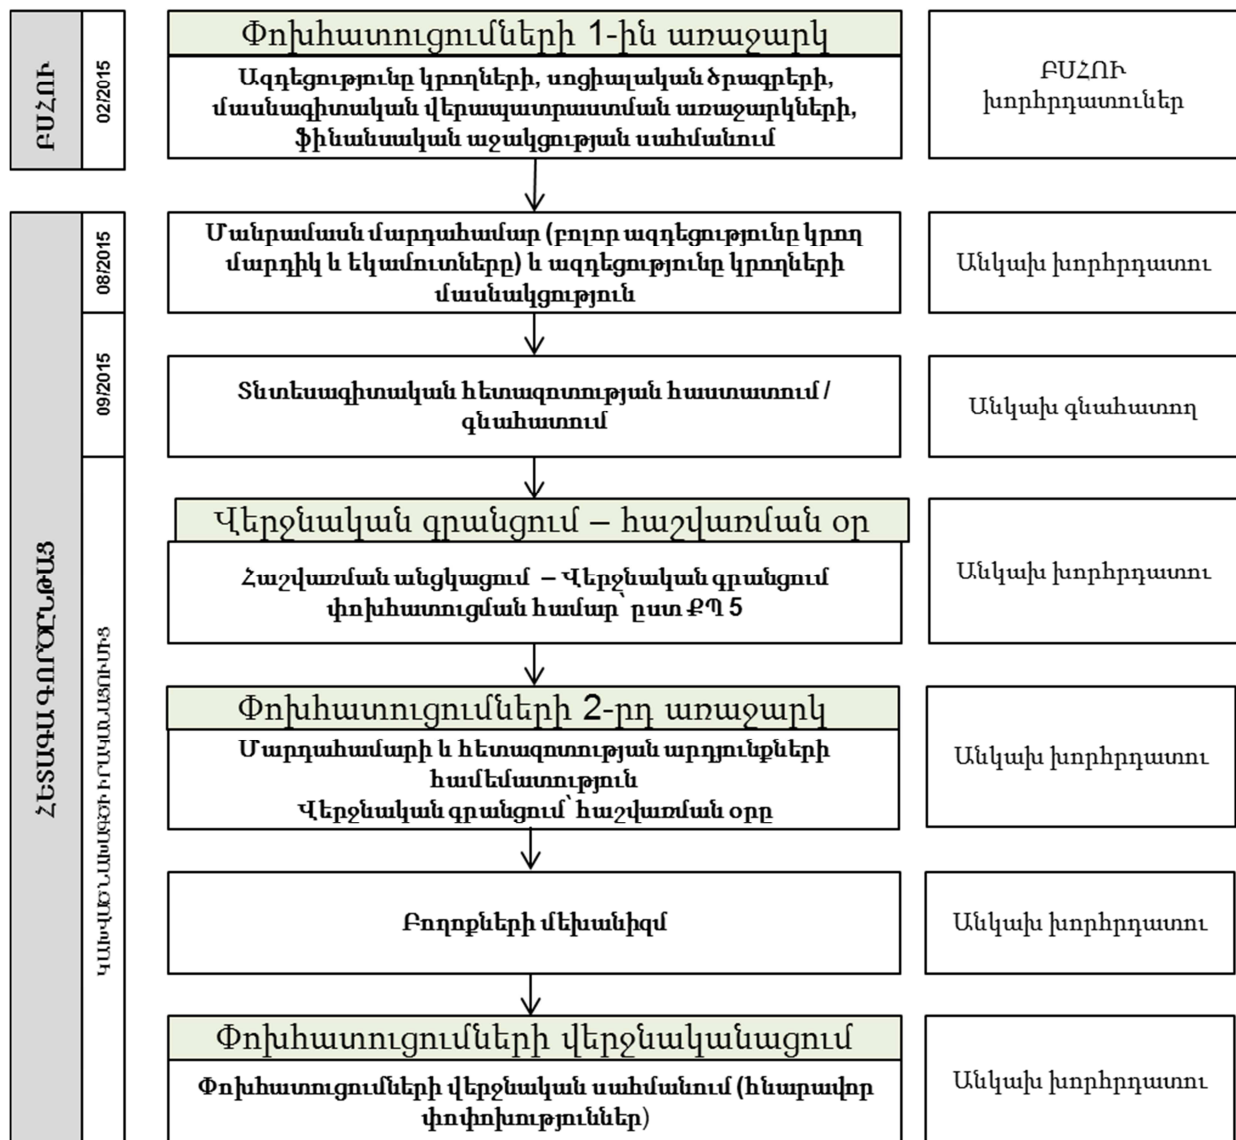 ԲՍՀՈՒ
02/2015
Փոխհատուցումների 1-ին առաջարկ
Ազդեցությունը կրողների, սոցիալական ծրագրերի,
մասնագիտական վերապատրաստման առաջարկների,
ֆինանսական աջակցության սահմանում
ԲՍՀՈՒ
խորհրդատուներ
ՀԵՏԱԳԱ ԳՈՐԾԸՆԹԱՑ
08/2015
Մանրամասն մարդահամար (բոլոր ազդեցությունը կրող
մարդիկ և եկամուտները) և ազդեցությունը կրողների
մասնակցություն
Անկախ խորհրդատու
09/2015
Տնտեսագիտական հետազոտության հաստատում /
գնահատում
Անկախ գնահատող
ԿԱԽՎԱԾ ՆԱԽԱԳԾԻ ԻՐԱԿԱՆԱՑՈՒՄԻՑ
Վերջնական գրանցում – հաշվառման օր
Հաշվառման անցկացում – Վերջնական գրանցում
փոխհատուցման համար՝ ըստ ՔՊ 5
Անկախ խորհրդատու
Փոխհատուցումների 2-րդ առաջարկ
Մարդահամարի և հետազոտության արդյունքների
համեմատություն
Վերջնական գրանցում՝ հաշվառման օրը
Անկախ խորհրդատու
Բողոքների մեխանիզմ
Անկախ խորհրդատու
Փոխհատուցումների վերջնականացում
Փոխհատուցումների վերջնական սահմանում (հնարավոր
փոփոխություններ)
Անկախ խորհրդատու